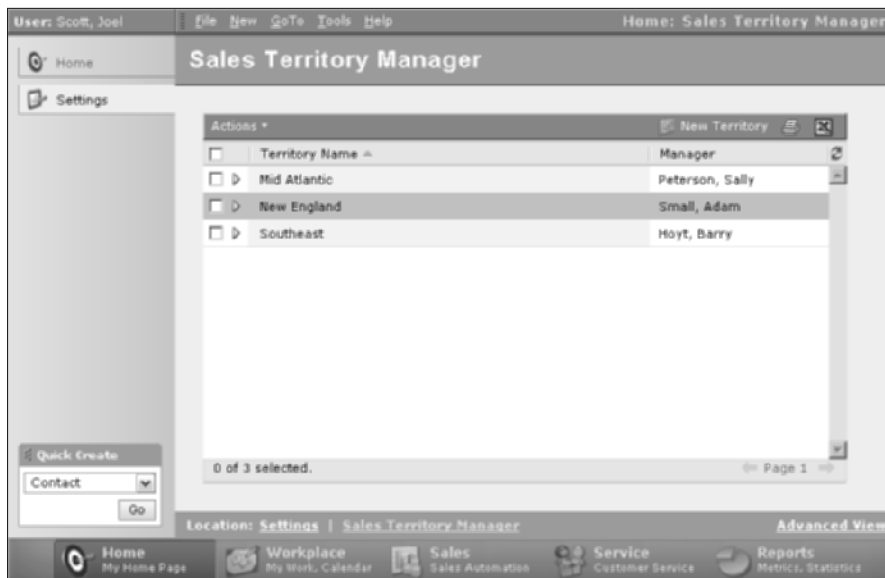 User: Scott, Joel
File New GoTo Tools Help
Home: Sales Territory Manager
Home
Settings
Sales Territory Manager
Actions
New Territory
Territory Name Manager
Mid Atlantic Peterson, Sally
New England Small, Adam
Southeast Hoyt, Barry
0 of 3 selected.
Page 1
Quick Create
Contact
Go
Location: Settings | Sales Territory Manager
Advanced View
Home
My Home Page
Workplace
My Work, Calendar
Sales
Sales Automation
Service
Customer Service
Reports
Metrics, Statistics